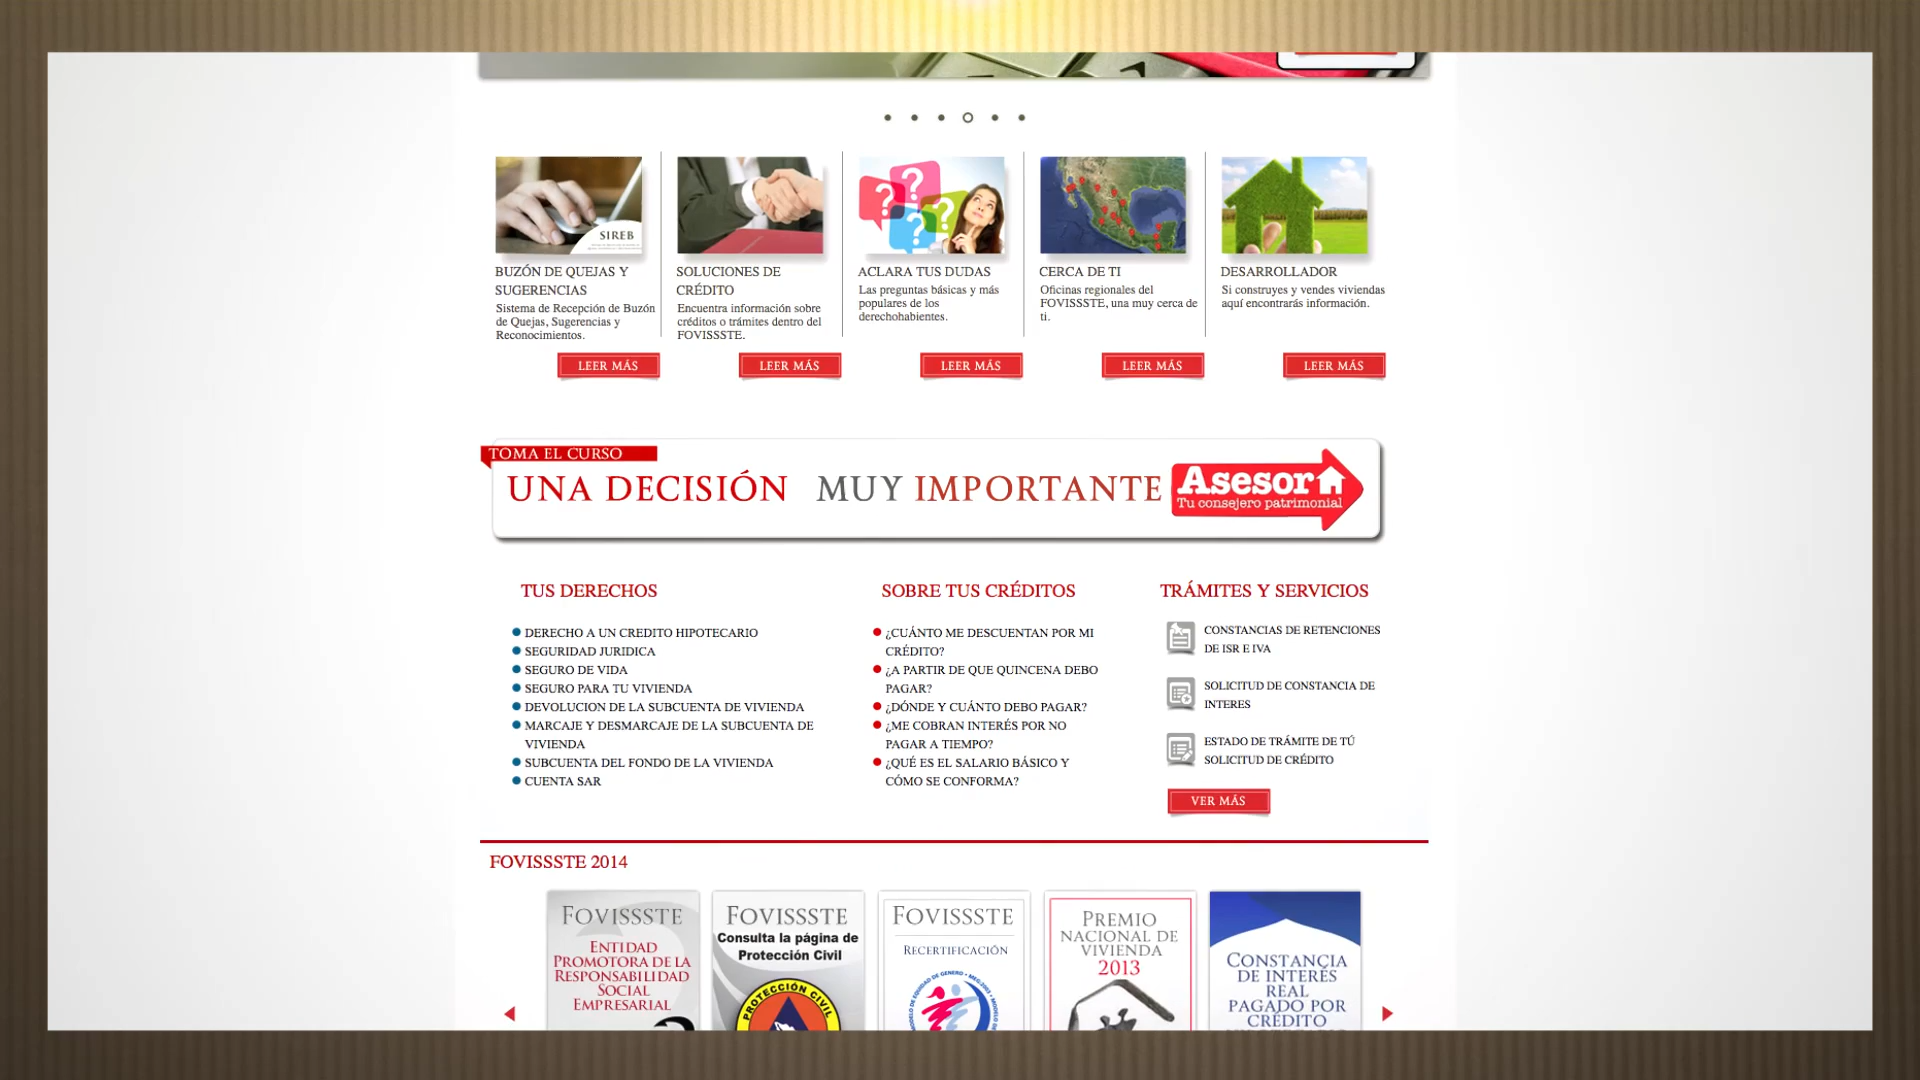 SIREB
BUZÓN DE QUEJAS Y
SUGERENCIAS
Sistema de Recepción de Buzón
de Quejas, Sugerencias y
Reconocimientos.
LEER MÁS
SOLUCIONES DE
CRÉDITO
Encuentra información sobre
créditos o trámites dentro del
FOVISSSTE.
LEER MÁS
? ? ? ?
ACLARA TUS DUDAS
Las preguntas básicas y más
populares de los
derechohabientes.
LEER MÁS
CERCA DE TI
Oficinas regionales del
FOVISSSTE, una muy cerca de
ti.
LEER MÁS
DESARROLLADOR
Si construyes y vendes viviendas
aquí encontrarás información.
LEER MÁS
TOMA EL CURSO
UNA DECISIÓN MUY IMPORTANTE
Asesor
Tu consejero patrimonial
TUS DERECHOS
DERECHO A UN CREDITO HIPOTECARIO
SEGURIDAD JURIDICA
SEGURO DE VIDA
SEGURO PARA TU VIVIENDA
DEVOLUCION DE LA SUBCUENTA DE VIVIENDA
MARCAJE Y DESMARCAJE DE LA SUBCUENTA DE
VIVIENDA
SUBCUENTA DEL FONDO DE LA VIVIENDA
CUENTA SAR
SOBRE TUS CRÉDITOS
¿CUÁNTO ME DESCUENTAN POR MI
CRÉDITO?
¿A PARTIR DE QUE QUINCENA DEBO
PAGAR?
¿DÓNDE Y CUÁNTO DEBO PAGAR?
¿ME COBRAN INTERÉS POR NO
PAGAR A TIEMPO?
¿QUÉ ES EL SALARIO BÁSICO Y
CÓMO SE CONFORMA?
TRÁMITES Y SERVICIOS
CONSTANCIAS DE RETENCIONES
DE ISR E IVA
SOLICITUD DE CONSTANCIA DE
INTERES
ESTADO DE TRÁMITE DE TÚ
SOLICITUD DE CRÉDITO
VER MÁS
FOVISSSTE 2014
FOVISSSTE
ENTIDAD
PROMOTORA DE LA
RESPONSABILIDAD
SOCIAL
EMPRESARIAL
FOVISSSTE
Consulta la página de
Protección Civil
PROTECCIÓN CIVIL
FOVISSSTE
RECERTIFICACIÓN
PREMIO
NACIONAL DE
VIVIENDA
2013
CONSTANCIA
DE INTERÉS
REAL
PAGADO POR
CRÉDITO